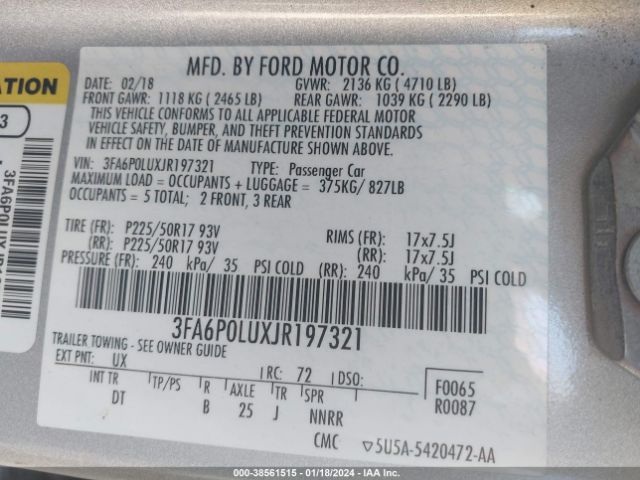 MFD. BY FORD MOTOR CO.
DATE: 02/18 GVWR: 2136 KG ( 4710 LB)
FRONT GAWR: 1118 KG ( 2465 LB) REAR GAWR: 1039 KG ( 2290 LB)
THIS VEHICLE CONFORMS TO ALL APPLICABLE FEDERAL MOTOR
VEHICLE SAFETY, BUMPER, AND THEFT PREVENTION STANDARDS
IN EFFECT ON THE DATE OF MANUFACTURE SHOWN ABOVE.
VIN: 3FA6P0LUXJR197321 TYPE: Passenger Car
MAXIMUM LOAD = OCCUPANTS + LUGGAGE = 375KG/ 827LB
OCCUPANTS = 5 TOTAL; 2 FRONT, 3 REAR
TIRE (FR): P225/50R17 93V RIMS (FR): 17x7.5J
(RR): P225/50R17 93V (RR): 17x7.5J
PRESSURE (FR): 240 kPa/ 35 PSI COLD (RR): 240 kPa/ 35 PSI COLD
3FA6P0LUXJR197321
TRAILER TOWING - SEE OWNER GUIDE
EXT PNT: UX RC: 72 DSO:
INT TR TP/PS R AXLE TR SPR
DT B 25 J NNRR
F0065
R0087
CMC 5U5A-5420472-AA
ATION
3
000-38561515 - 01/18/2024 - IAAI.com